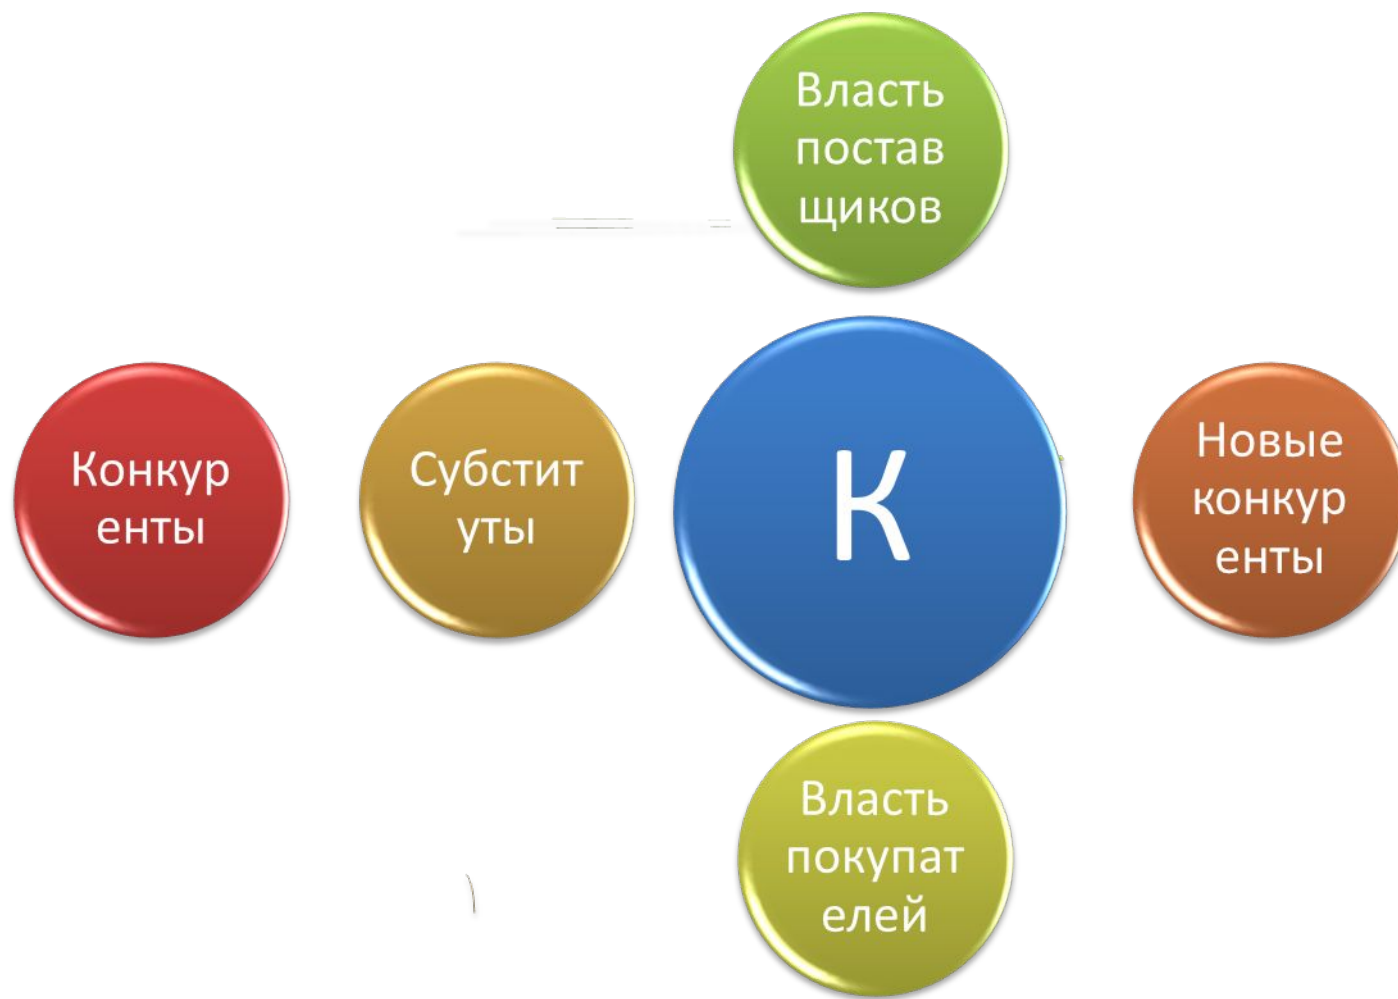 Власть
постав
щиков
Конкур
енты
Субстит
уты
К
Новые
конкур
енты
Власть
покупат
елей